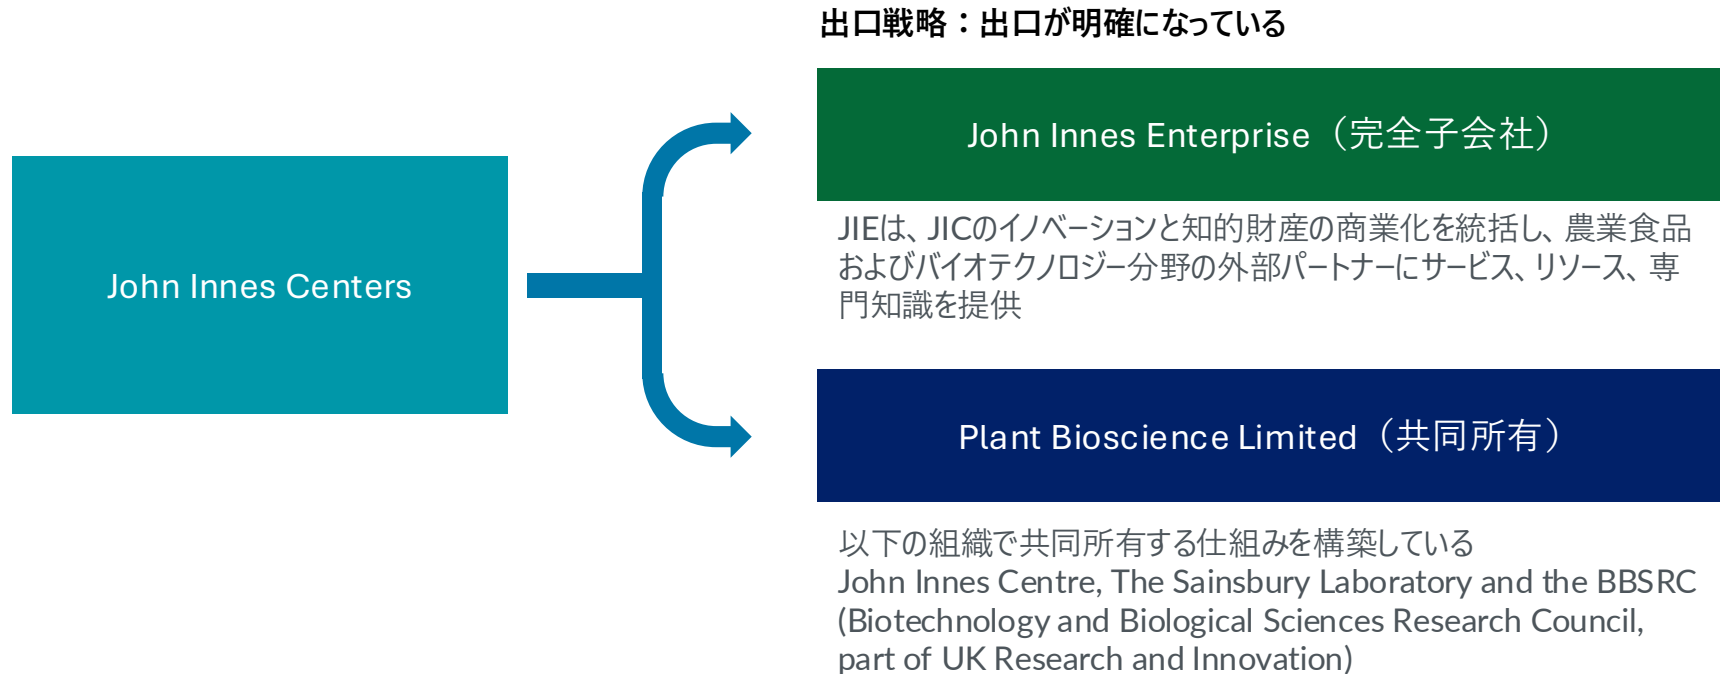 出口戦略：出口が明確になっている
John Innes Centers
John Innes Enterprise（完全子会社）
JIEは、JICのイノベーションと知的財産の商業化を統括し、農業食品
およびバイオテクノロジー分野の外部パートナーにサービス、リソース、専
門知識を提供
Plant Bioscience Limited（共同所有）
以下の組織で共同所有する仕組みを構築している
John Innes Centre, The Sainsbury Laboratory and the BBSRC
(Biotechnology and Biological Sciences Research Council,
part of UK Research and Innovation)